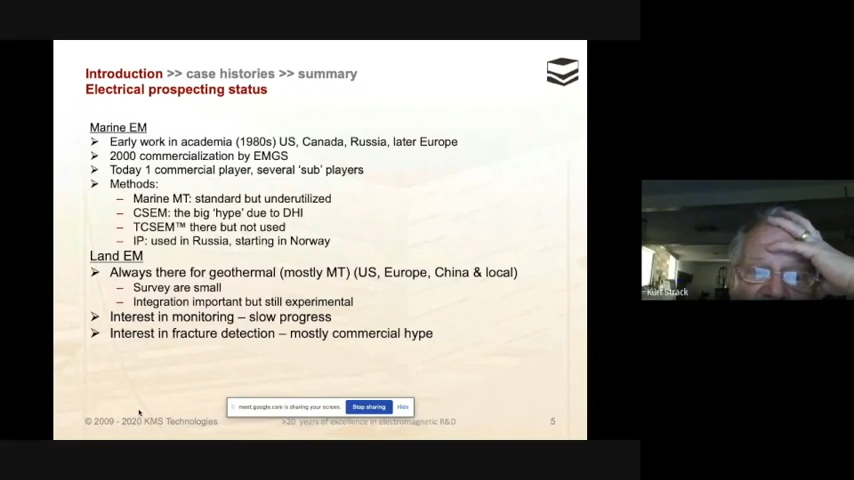 Introduction >> case histories >> summary
Electrical prospecting status
Marine EM
Early work in academia (1980s) US, Canada, Russia, later Europe
2000 commercialization by EMGS
Today 1 commercial player, several ‘sub’ players
Methods:
– Marine MT: standard but underutilized
– CSEM: the big ‘hype’ due to DHI
– TCSEM™ there but not used
– IP: used in Russia, starting in Norway
Land EM
Always there for geothermal (mostly MT) (US, Europe, China & local)
– Survey are small
– Integration important but still experimental
Interest in monitoring – slow progress
Interest in fracture detection – mostly commercial hype
meet.google.com is sharing your screen. Stop sharing Hide
© 2009 - 2020 KMS Technologies >20 years of excellence in electromagnetic R&D 5
Kurt Strack